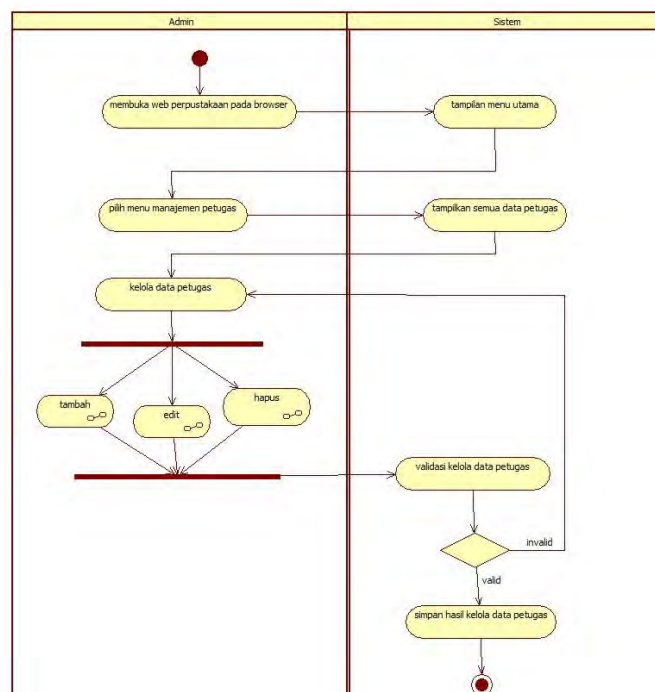 Admin
Sistem
membuka web perpustakaan pada browser
tampilan menu utama
pilih menu manajemen petugas
tampilkan semua data petugas
kelola data petugas
tambah
edit
hapus
validasi kelola data petugas
invalid
valid
simpan hasil kelola data petugas